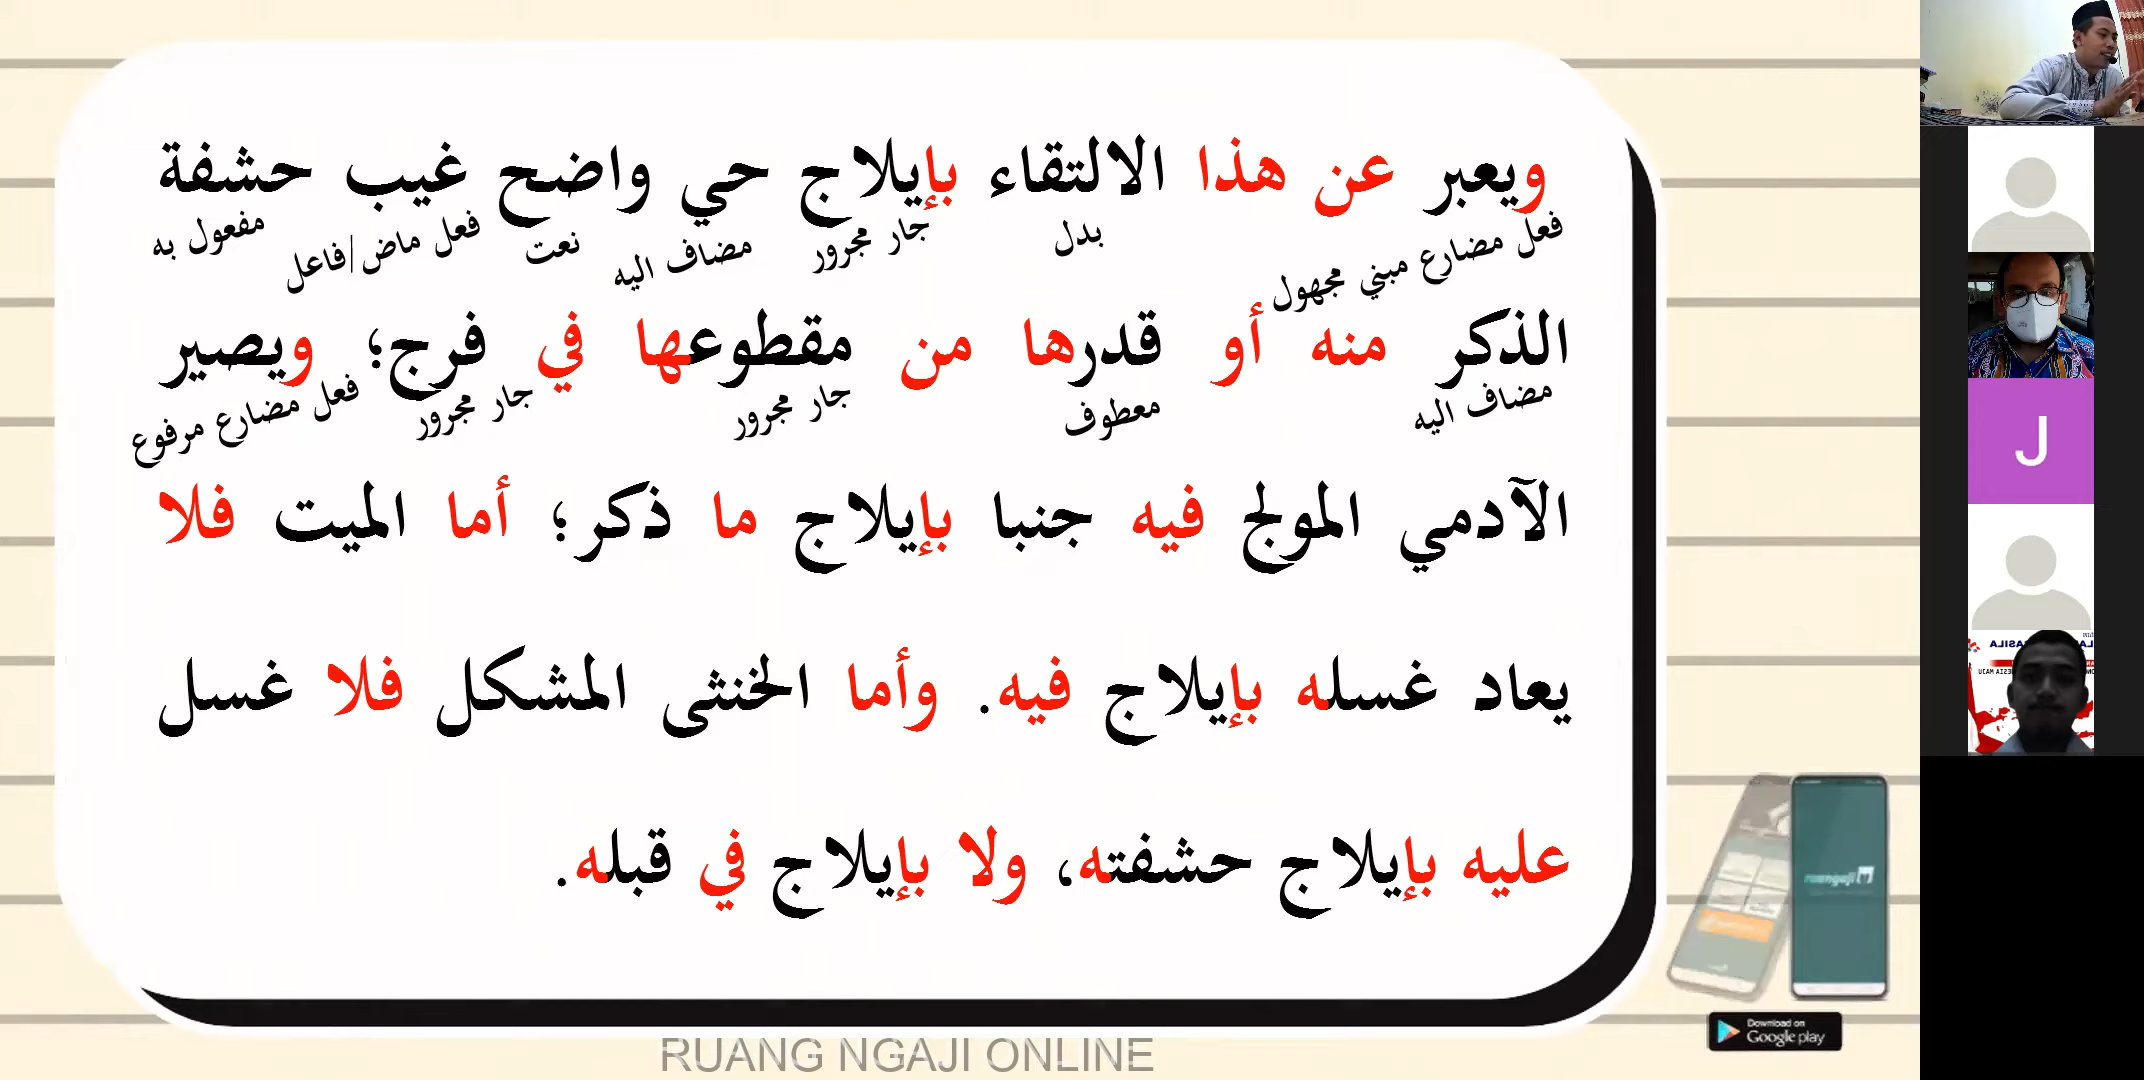 ويعبر عن هذا الالتقاء بإيلاج حي واضح غيب حشفة
فعل مضارع مبني مجهول بدل جار مجرور مضاف اليه نعت فعل ماض/فاعل مفعول به
الذكر منه أو قدرها من مقطوعها في فرج؛ ويصير
مضاف اليه معطوف جار مجرور جار مجرور فعل مضارع مرفوع
الآدمي المولج فيه جنبا بإيلاج ما ذكر؛ أما الميت فلا
يعاد غسله بإيلاج فيه. وأما الخنثى المشكل فلا غسل
عليه بإيلاج حشفته، ولا بإيلاج في قبله.
J
ruangaji
Download on
Google play
RUANG NGAJI ONLINE